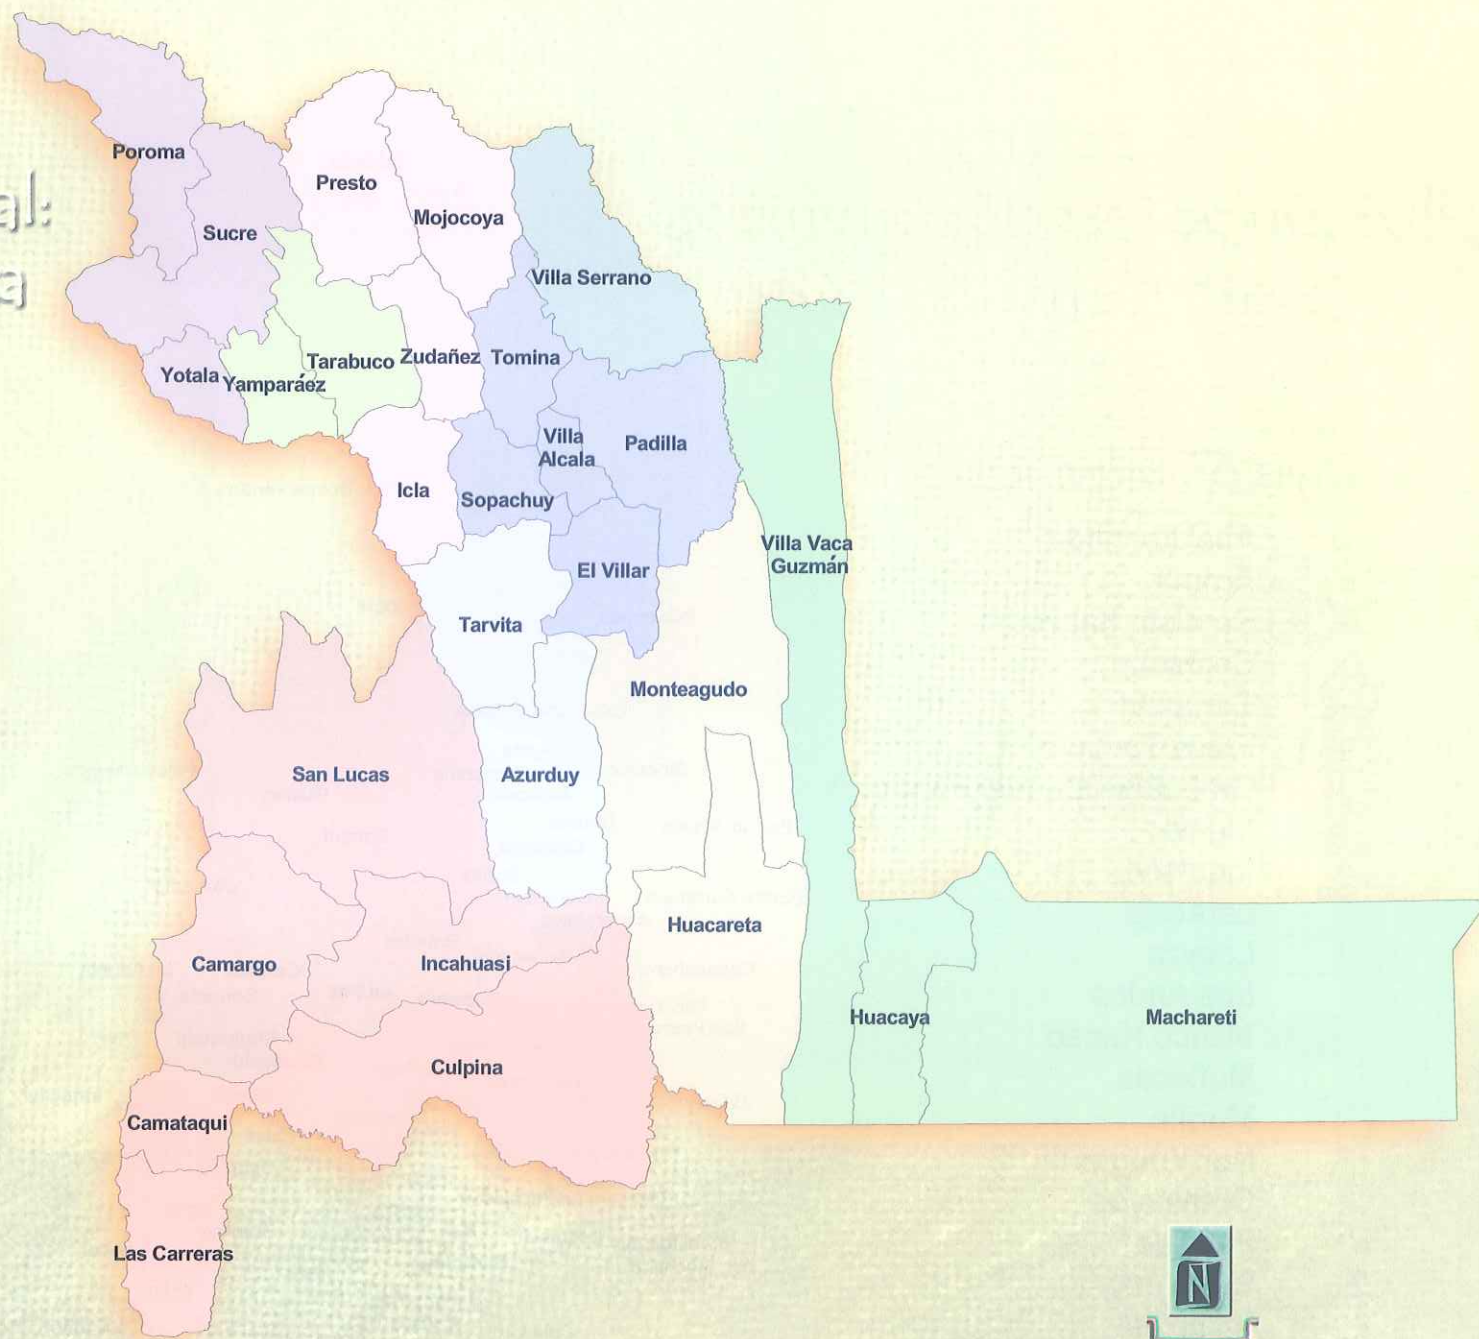 al:
a
Poroma
Presto
Mojocoya
Sucre
Villa Serrano
Tarabuco
Zudañez
Tomina
Yotala
Yamparáez
Villa
Alcala
Padilla
Icla
Sopachuy
Villa Vaca
Guzmán
El Villar
Tarvita
Monteagudo
San Lucas
Azurduy
Huacareta
Camargo
Incahuasi
Huacaya
Machareti
Culpina
Camataqui
Las Carreras
N